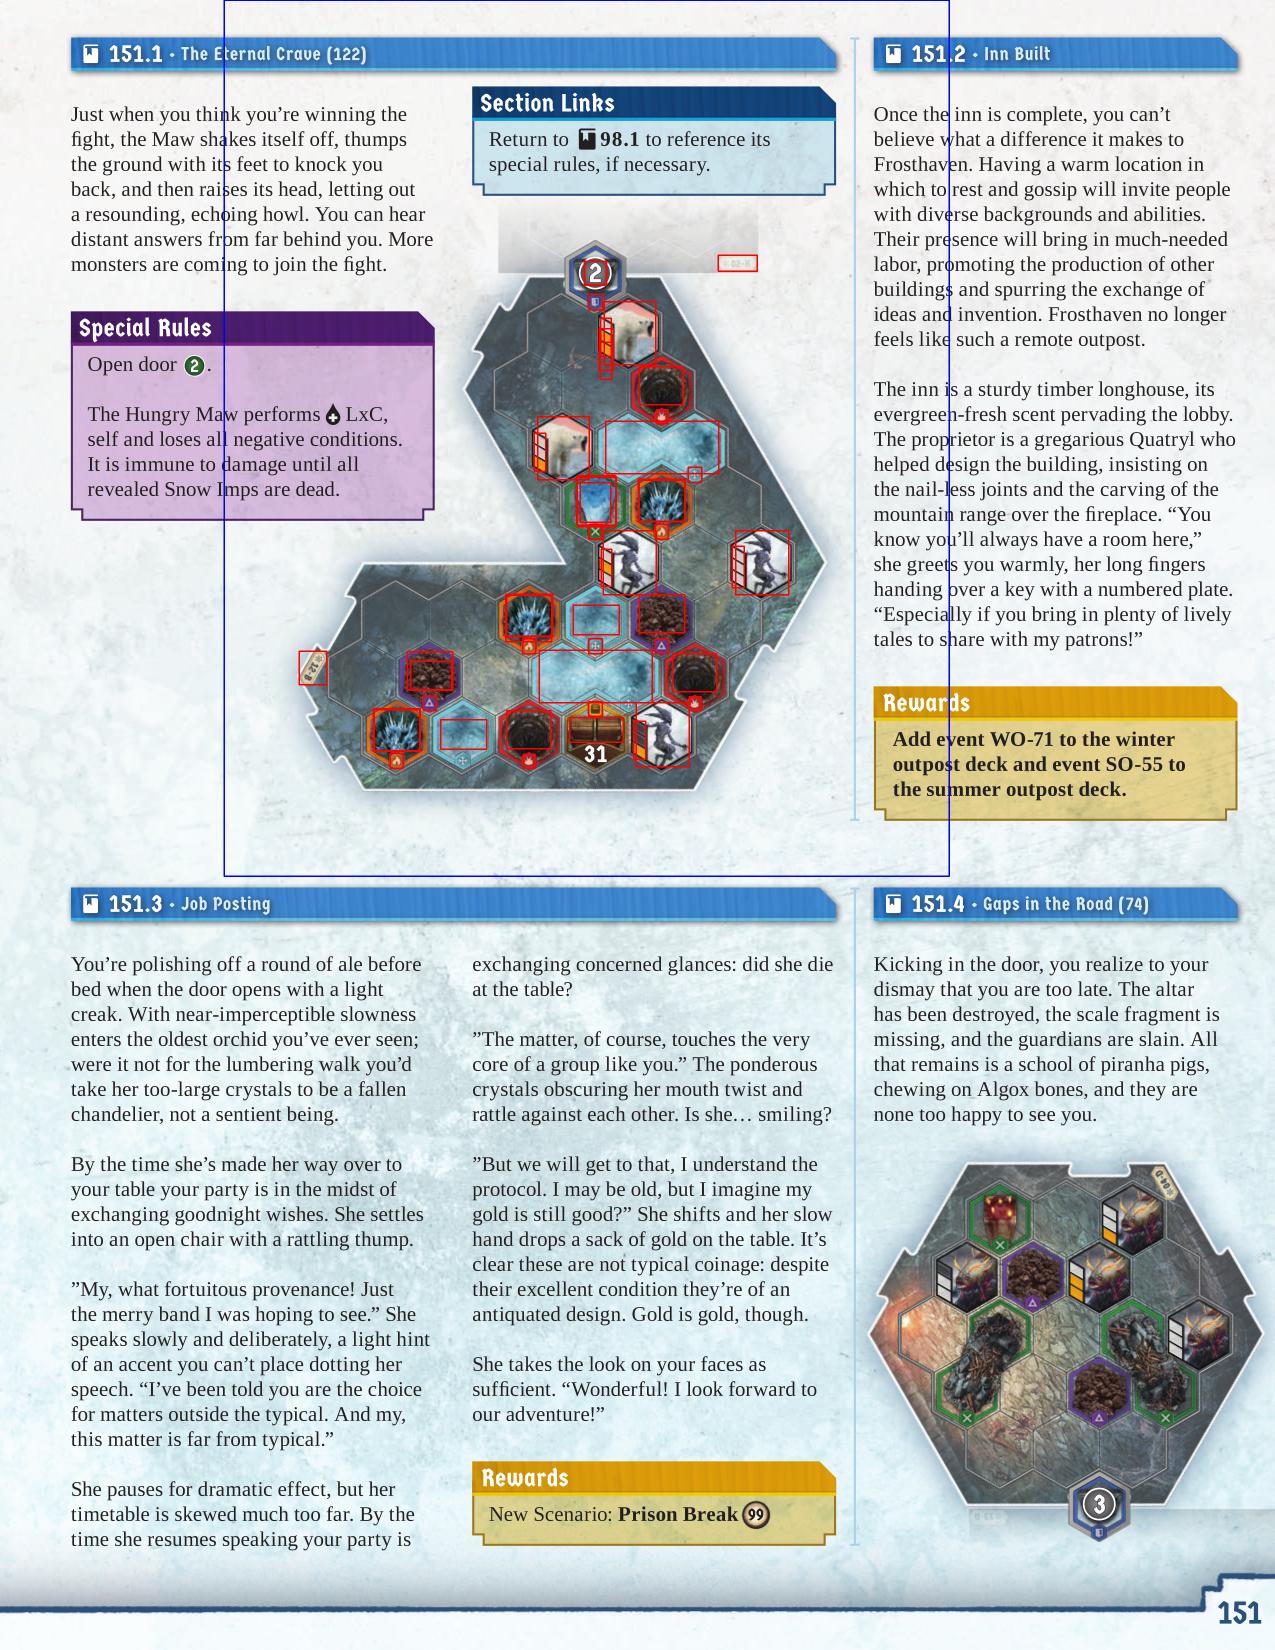 151.1 • The Eternal Crave (122)
Just when you think you’re winning the
fight, the Maw shakes itself off, thumps
the ground with its feet to knock you
back, and then raises its head, letting out
a resounding, echoing howl. You can hear
distant answers from far behind you. More
monsters are coming to join the fight.
Special Rules
Open door 2.
The Hungry Maw performs LxC,
self and loses all negative conditions.
It is immune to damage until all
revealed Snow Imps are dead.
Section Links
Return to 98.1 to reference its
special rules, if necessary.
2
12-B
31
151.2 • Inn Built
Once the inn is complete, you can’t
believe what a difference it makes to
Frosthaven. Having a warm location in
which to rest and gossip will invite people
with diverse backgrounds and abilities.
Their presence will bring in much-needed
labor, promoting the production of other
buildings and spurring the exchange of
ideas and invention. Frosthaven no longer
feels like such a remote outpost.
The inn is a sturdy timber longhouse, its
evergreen-fresh scent pervading the lobby.
The proprietor is a gregarious Quatryl who
helped design the building, insisting on
the nail-less joints and the carving of the
mountain range over the fireplace. “You
know you’ll always have a room here,”
she greets you warmly, her long fingers
handing over a key with a numbered plate.
“Especially if you bring in plenty of lively
tales to share with my patrons!”
Rewards
Add event WO-71 to the winter
outpost deck and event SO-55 to
the summer outpost deck.
151.3 • Job Posting
You’re polishing off a round of ale before
bed when the door opens with a light
creak. With near-imperceptible slowness
enters the oldest orchid you’ve ever seen;
were it not for the lumbering walk you’d
take her too-large crystals to be a fallen
chandelier, not a sentient being.
By the time she’s made her way over to
your table your party is in the midst of
exchanging goodnight wishes. She settles
into an open chair with a rattling thump.
”My, what fortuitous provenance! Just
the merry band I was hoping to see.” She
speaks slowly and deliberately, a light hint
of an accent you can’t place dotting her
speech. “I’ve been told you are the choice
for matters outside the typical. And my,
this matter is far from typical.”
She pauses for dramatic effect, but her
timetable is skewed much too far. By the
time she resumes speaking your party is
exchanging concerned glances: did she die
at the table?
”The matter, of course, touches the very
core of a group like you.” The ponderous
crystals obscuring her mouth twist and
rattle against each other. Is she… smiling?
”But we will get to that, I understand the
protocol. I may be old, but I imagine my
gold is still good?” She shifts and her slow
hand drops a sack of gold on the table. It’s
clear these are not typical coinage: despite
their excellent condition they’re of an
antiquated design. Gold is gold, though.
She takes the look on your faces as
sufficient. “Wonderful! I look forward to
our adventure!”
Rewards
New Scenario: Prison Break 99
151.4 • Gaps in the Road (74)
Kicking in the door, you realize to your
dismay that you are too late. The altar
has been destroyed, the scale fragment is
missing, and the guardians are slain. All
that remains is a school of piranha pigs,
chewing on Algox bones, and they are
none too happy to see you.
04-D
3
151